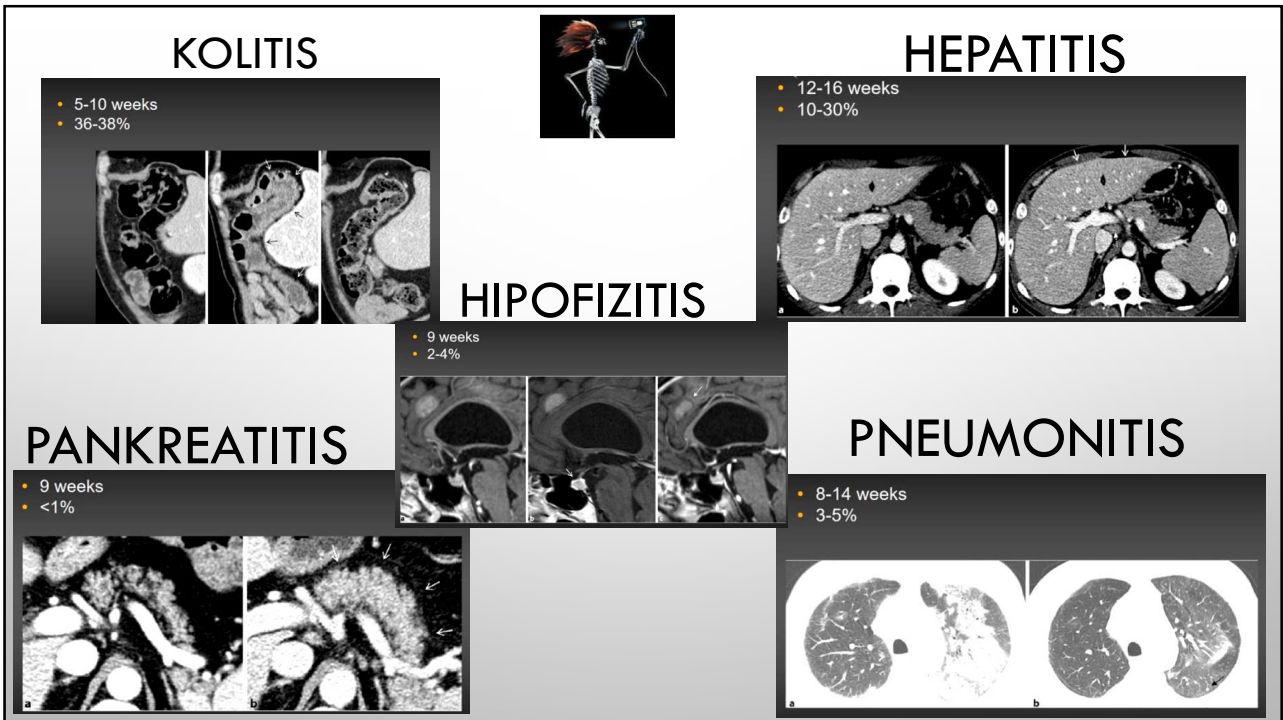 KOLITIS
• 5-10 weeks
• 36-38%
HEPATITIS
• 12-16 weeks
• 10-30%
a
b
HIPOFIZITIS
• 9 weeks
• 2-4%
a
b
c
PANKREATITIS
• 9 weeks
• <1%
a
b
PNEUMONITIS
• 8-14 weeks
• 3-5%
a
b